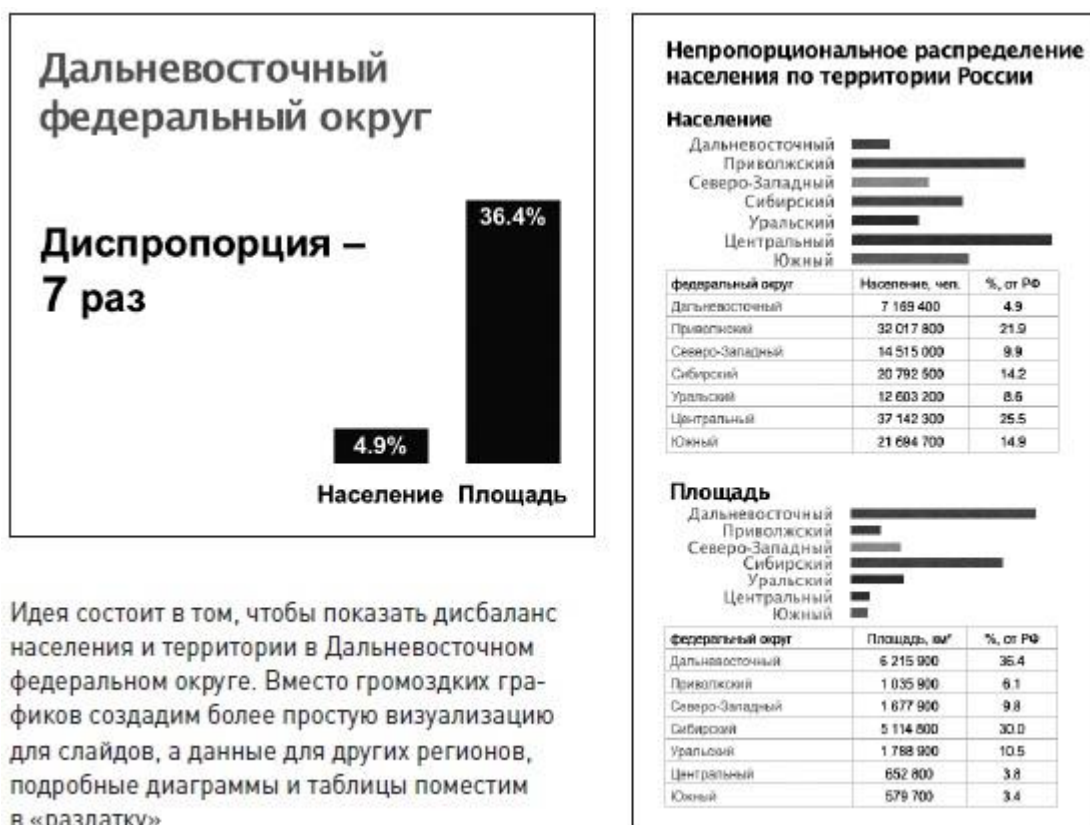 Дальневосточный
федеральный округ
Диспропорция –
7 раз
36.4%
4.9%
Население Площадь
Идея состоит в том, чтобы показать дисбаланс
населения и территории в Дальневосточном
федеральном округе. Вместо громоздких гра-
фиков создадим более простую визуализацию
для слайдов, а данные для других регионов,
подробные диаграммы и таблицы поместим
в «раздатку»
Непропорциональное распределение
населения по территории России
Население
Дальневосточный
Приволжский
Северо-Западный
Сибирский
Уральский
Центральный
Южный
федеральный округ Население, чел. %, от РФ
Дальневосточный 7 169 400 4.9
Приволжский 32 017 800 21.9
Северо-Западный 14 515 000 9.9
Сибирский 20 792 500 14.2
Уральский 12 603 200 8.6
Центральный 37 142 300 25.5
Южный 21 694 700 14.9
Площадь
Дальневосточный
Приволжский
Северо-Западный
Сибирский
Уральский
Центральный
Южный
федеральный округ Площадь, км² %, от РФ
Дальневосточный 6 215 900 36.4
Приволжский 1 035 900 6.1
Северо-Западный 1 677 900 9.8
Сибирский 5 114 800 30.0
Уральский 1 788 900 10.5
Центральный 652 800 3.8
Южный 579 700 3.4